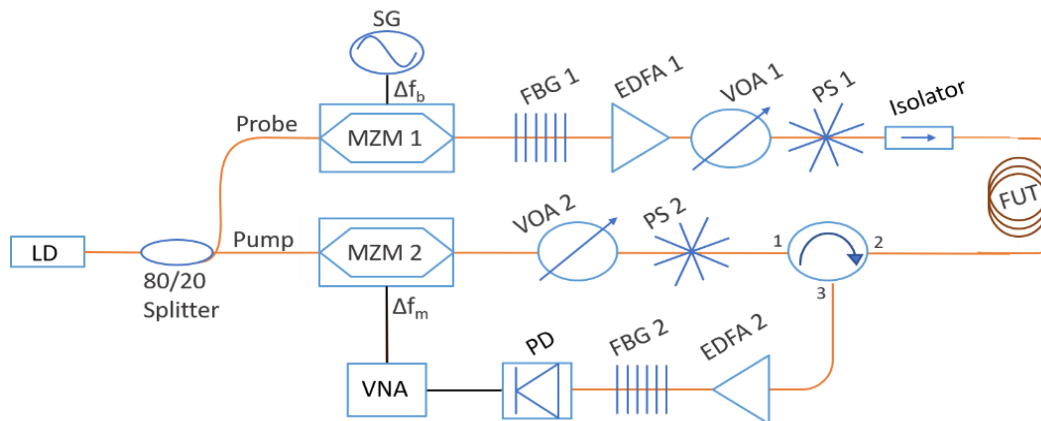 SG
Δf_b
FBG 1
EDFA 1
VOA 1
PS 1
Isolator
Probe
MZM 1
FUT
LD
80/20
Splitter
Pump
MZM 2
VOA 2
PS 2
1
2
3
Δf_m
VNA
PD
FBG 2
EDFA 2